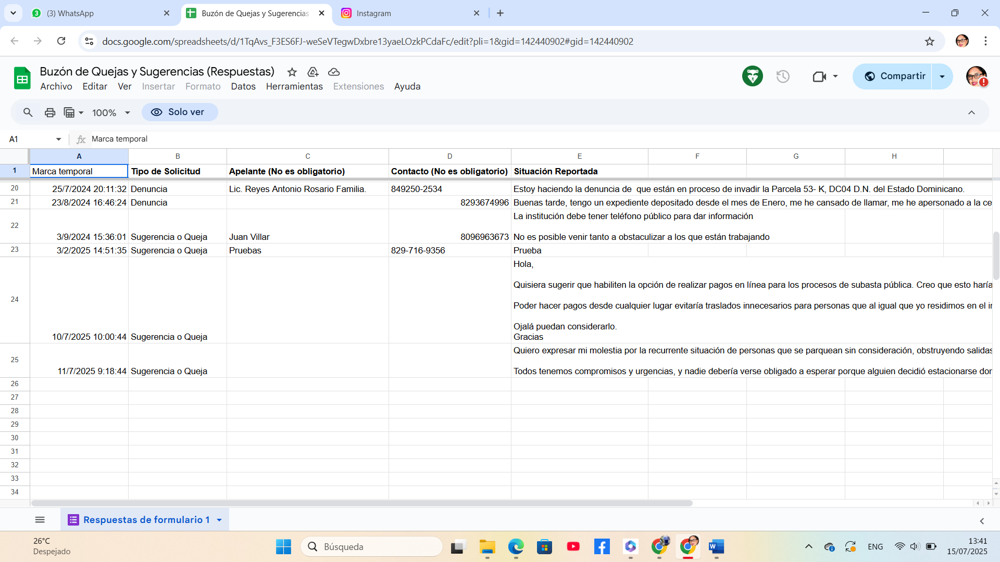 (3) WhatsApp
Buzón de Quejas y Sugerencias
Instagram
docs.google.com/spreadsheets/d/1TqAvs_F3ES6FJ-weSeVTegwDxbre13yaeLOzkPCdaFc/edit?pli=1&gid=142440902#gid=142440902
Buzón de Quejas y Sugerencias (Respuestas)
Archivo Editar Ver Insertar Formato Datos Herramientas Extensiones Ayuda
Compartir
100% Solo ver
A1 fx Marca temporal
A B C D E F G H
1 Marca temporal Tipo de Solicitud Apelante (No es obligatorio) Contacto (No es obligatorio) Situación Reportada
20 25/7/2024 20:11:32 Denuncia Lic. Reyes Antonio Rosario Familia. 849250-2534 Estoy haciendo la denuncia de  que están en proceso de invadir la Parcela 53- K, DC04 D.N. del Estado Dominicano.
21 23/8/2024 16:46:24 Denuncia 8293674996 Buenas tarde, tengo un expediente depositado desde el mes de Enero, me he cansado de llamar, me he apersonado a la ce
La institución debe tener teléfono público para dar información
22
3/9/2024 15:36:01 Sugerencia o Queja Juan Villar 8096963673 No es posible venir tanto a obstaculizar a los que están trabajando
23 3/2/2025 14:51:35 Sugerencia o Queja Pruebas 829-716-9356 Prueba
Hola,
Quisiera sugerir que habiliten la opción de realizar pagos en línea para los procesos de subasta pública. Creo que esto haría
24
Poder hacer pagos desde cualquier lugar evitaría traslados innecesarios para personas que al igual que yo residimos en el in
Ojalá puedan considerarlo.
10/7/2025 10:00:44 Sugerencia o Queja Gracias
Quiero expresar mi molestia por la recurrente situación de personas que se parquean sin consideración, obstruyendo salidas
25
11/7/2025 9:18:44 Sugerencia o Queja Todos tenemos compromisos y urgencias, y nadie debería verse obligado a esperar porque alguien decidió estacionarse don
26
27
28
29
30
31
32
33
34
Respuestas de formulario 1
26°C
Despejado
Búsqueda
ENG
13:41
15/07/2025